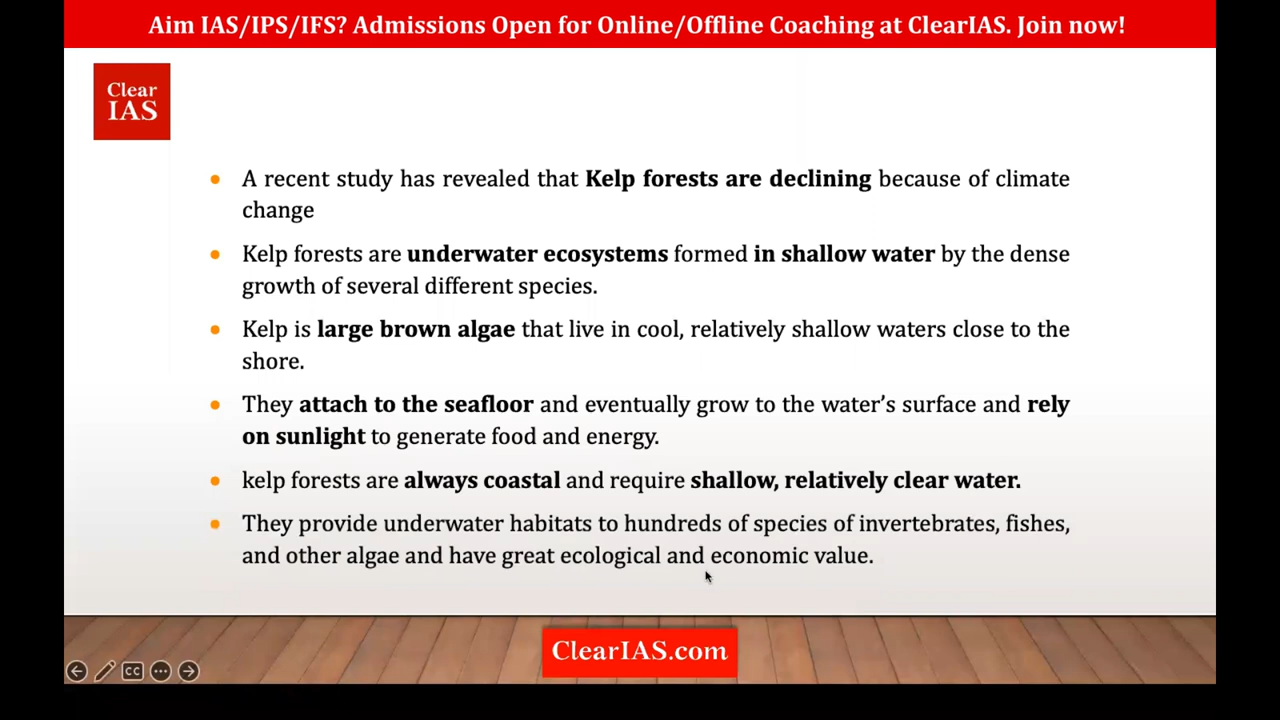 Aim IAS/IPS/IFS? Admissions Open for Online/Offline Coaching at ClearIAS. Join now!
Clear
IAS
• A recent study has revealed that Kelp forests are declining because of climate
change
• Kelp forests are underwater ecosystems formed in shallow water by the dense
growth of several different species.
• Kelp is large brown algae that live in cool, relatively shallow waters close to the
shore.
• They attach to the seafloor and eventually grow to the water’s surface and rely
on sunlight to generate food and energy.
• kelp forests are always coastal and require shallow, relatively clear water.
• They provide underwater habitats to hundreds of species of invertebrates, fishes,
and other algae and have great ecological and economic value.
ClearIAS.com
CC